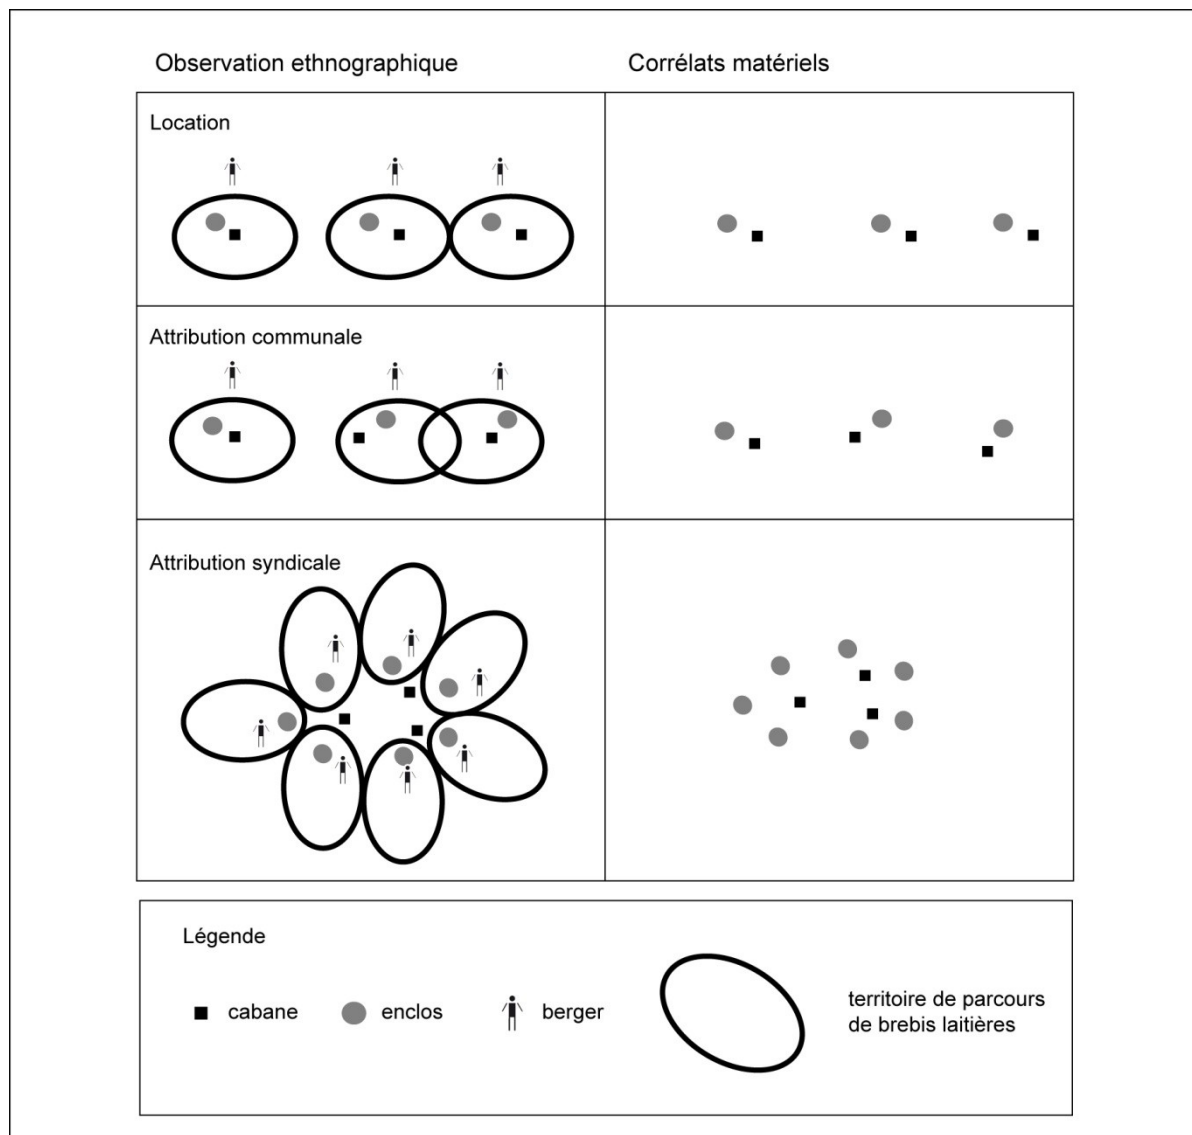 Observation ethnographique
Corrélats matériels
Location
Attribution communale
Attribution syndicale
Légende
cabane
enclos
berger
territoire de parcours
de brebis laitières